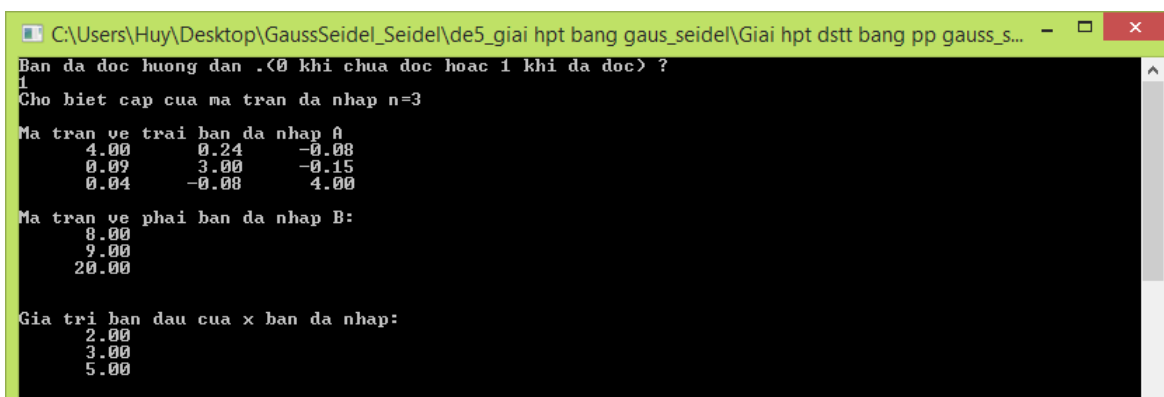 C:\Users\Huy\Desktop\GaussSeidel_Seidel\de5_giai hpt bang gaus_seidel\Giai hpt dstt bang pp gauss_s...
Ban da doc huong dan .(0 khi chua doc hoac 1 khi da doc) ?
1
Cho biet cap cua ma tran da nhap n=3
Ma tran ve trai ban da nhap A
4.00 0.24 -0.08
0.09 3.00 -0.15
0.04 -0.08 4.00
Ma tran ve phai ban da nhap B:
8.00
9.00
20.00
Gia tri ban dau cua x ban da nhap:
2.00
3.00
5.00